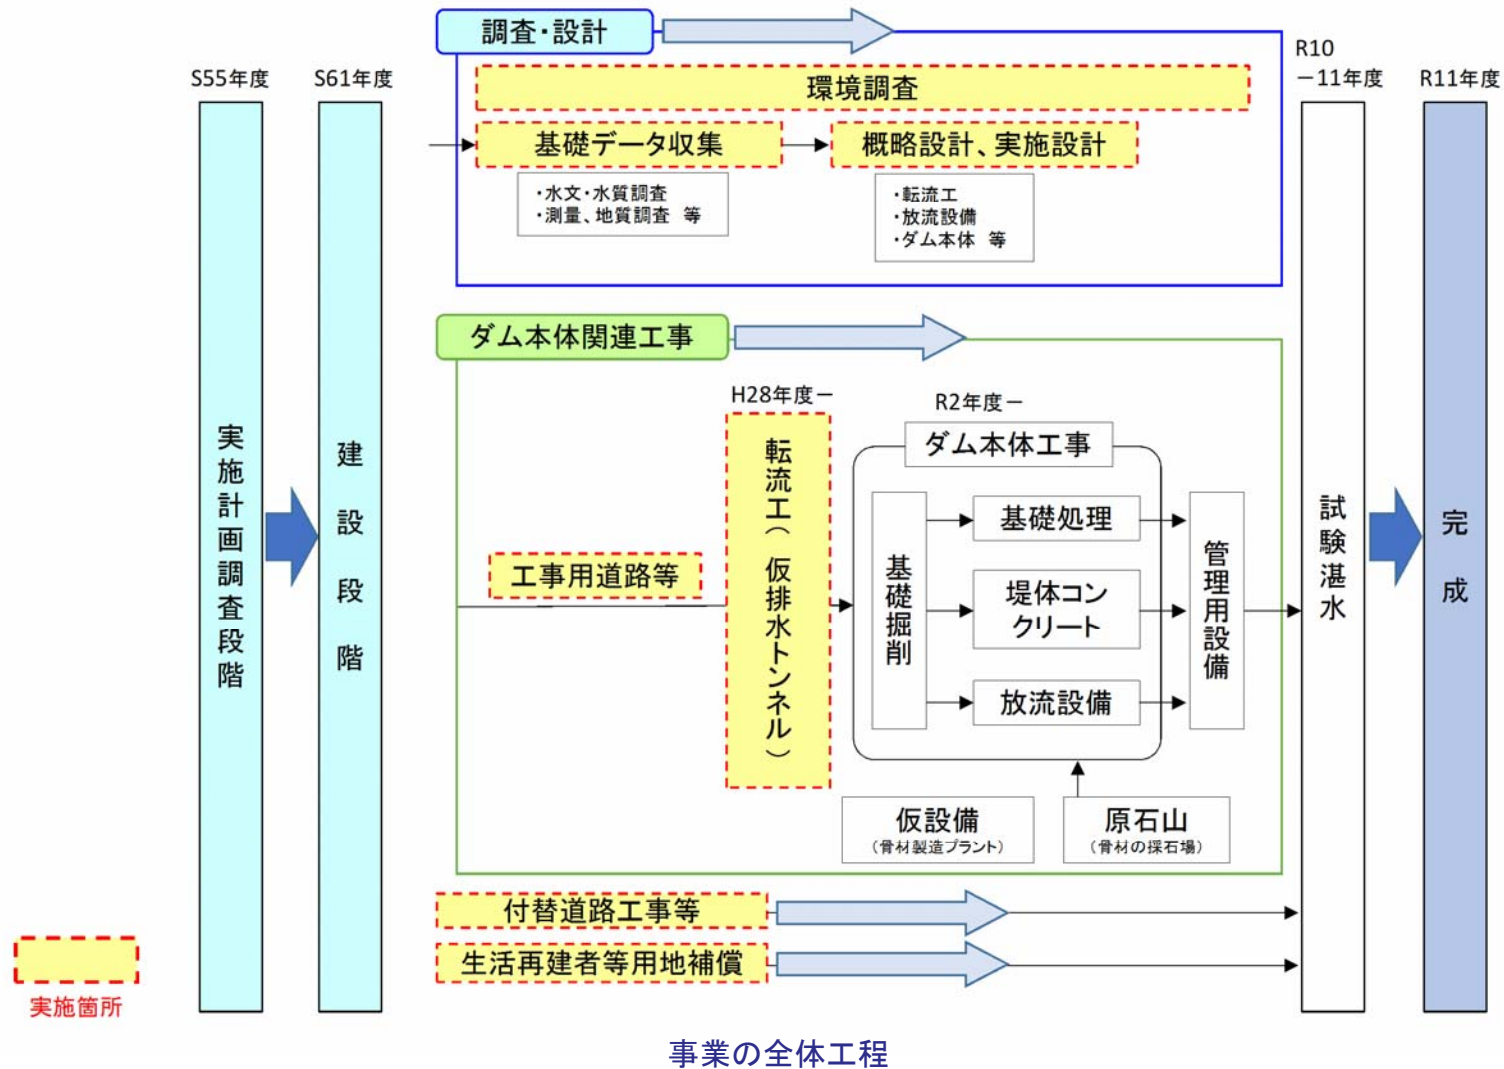 S55年度
S61年度
実施計画調査段階
建設段階
調査・設計
環境調査
基礎データ収集
・水文・水質調査
・測量、地質調査　等
概略設計、実施設計
・転流工
・放流設備
・ダム本体　等
ダム本体関連工事
工事用道路等
H28年度－
転流工（仮排水トンネル）
R2年度－
ダム本体工事
基礎掘削
基礎処理
堤体コン
クリート
放流設備
管理用設備
仮設備
（骨材製造プラント）
原石山
（骨材の採石場）
付替道路工事等
生活再建者等用地補償
R10
－11年度
試験湛水
R11年度
完成
実施箇所
事業の全体工程